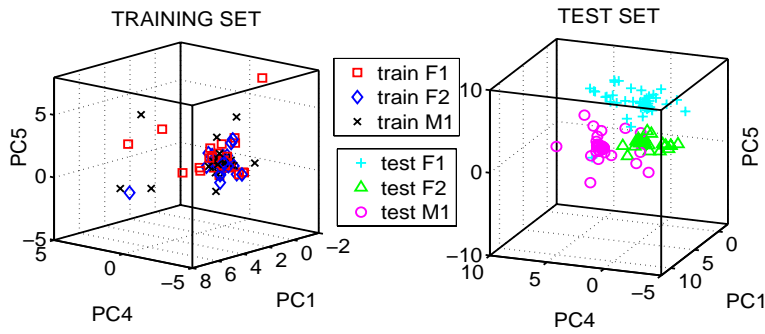 TRAINING SET
TEST SET
train F1
train F2
train M1
test F1
test F2
test M1
PC5
5
0
−5
5
0
−5
PC4
8
6
4
2
0
−2
PC1
10
0
−10
PC5
10
5
0
−5
PC4
10
5
0
PC1